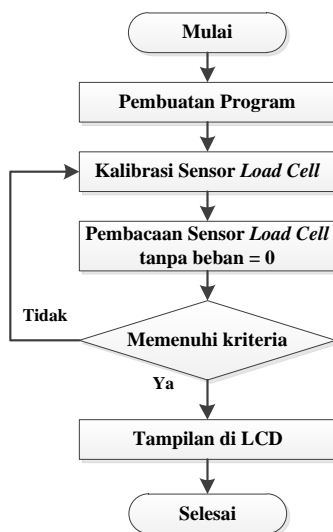 Mulai
Pembuatan Program
Kalibrasi Sensor Load Cell
Pembacaan Sensor Load Cell
tanpa beban = 0
Tidak
Memenuhi kriteria
Ya
Tampilan di LCD
Selesai